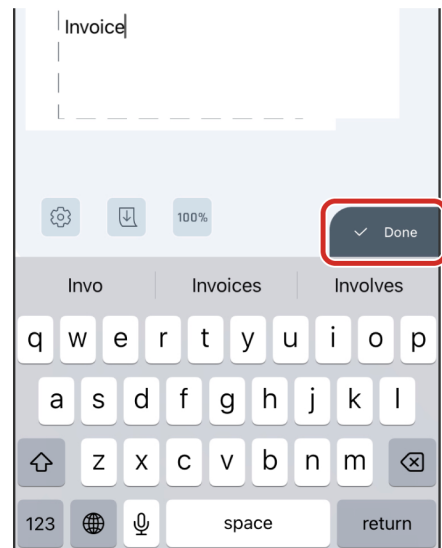 Invoice
100%
Done
Invo Invoices Involves
q w e r t y u i o p
a s d f g h j k l
z x c v b n m
123 space return